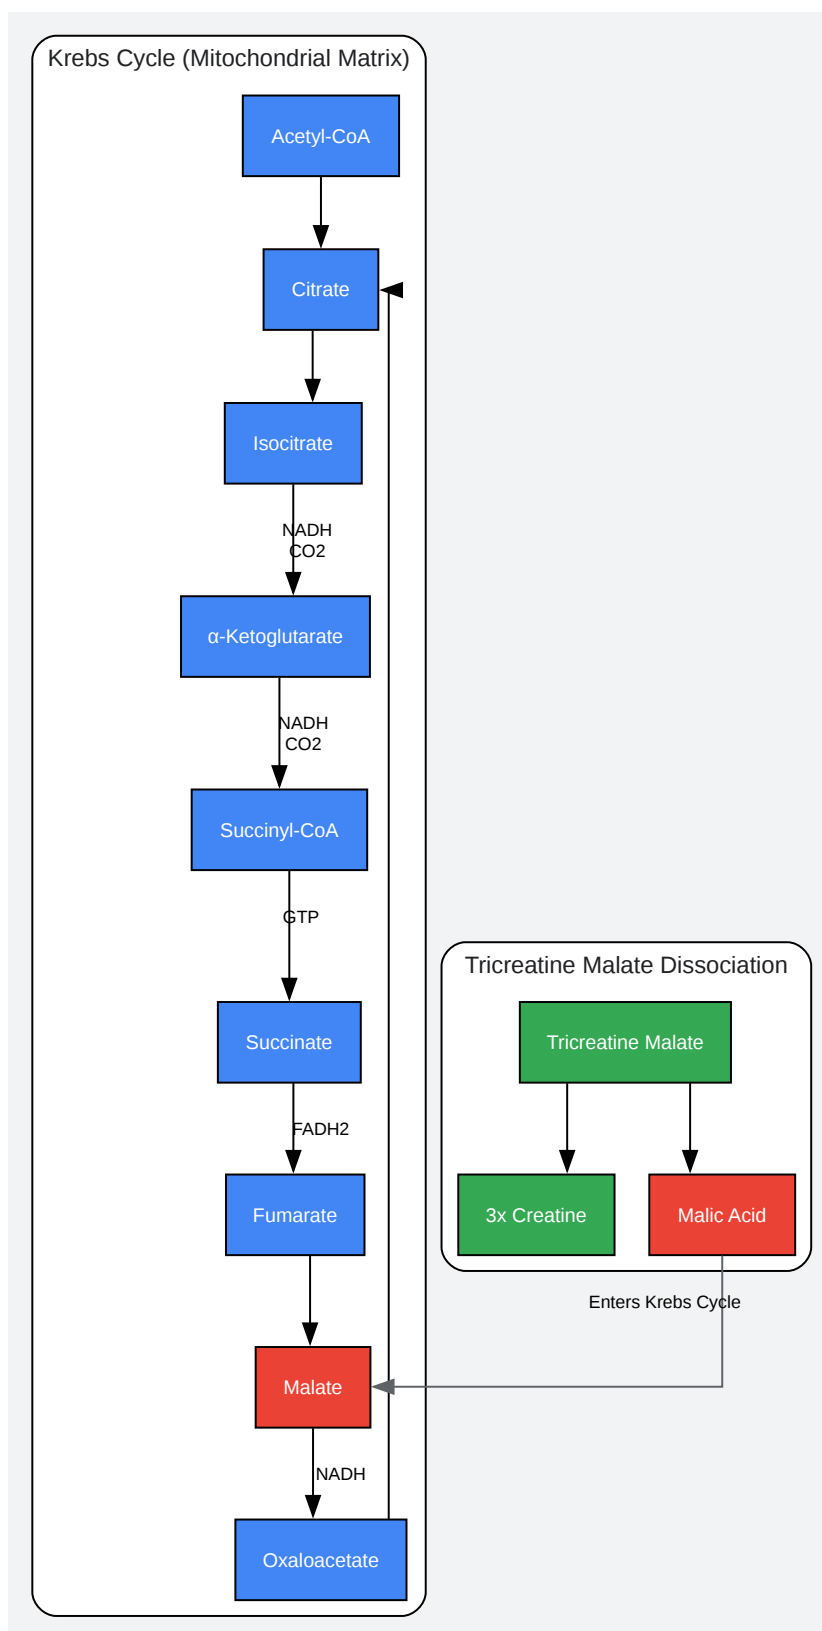 Krebs Cycle (Mitochondrial Matrix)
Acetyl-CoA
Citrate
Isocitrate
NADH
CO2
α-Ketoglutarate
NADH
CO2
Succinyl-CoA
GTP
Succinate
FADH2
Fumarate
Malate
NADH
Oxaloacetate
Tricreatine Malate Dissociation
Tricreatine Malate
3x Creatine
Malic Acid
Enters Krebs Cycle